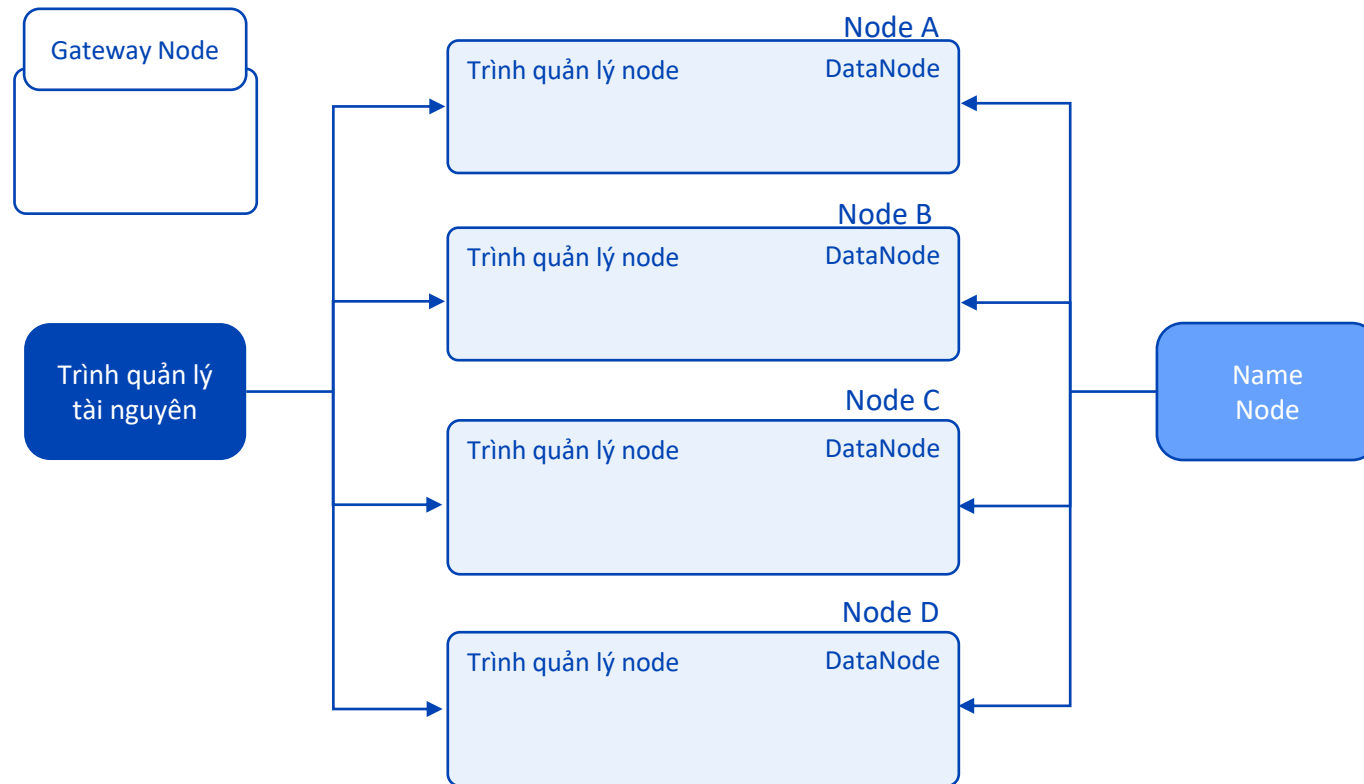 Gateway Node
Node A
Trình quản lý node
DataNode
Node B
Trình quản lý node
DataNode
Trình quản lý
tài nguyên
Name
Node
Node C
Trình quản lý node
DataNode
Node D
Trình quản lý node
DataNode